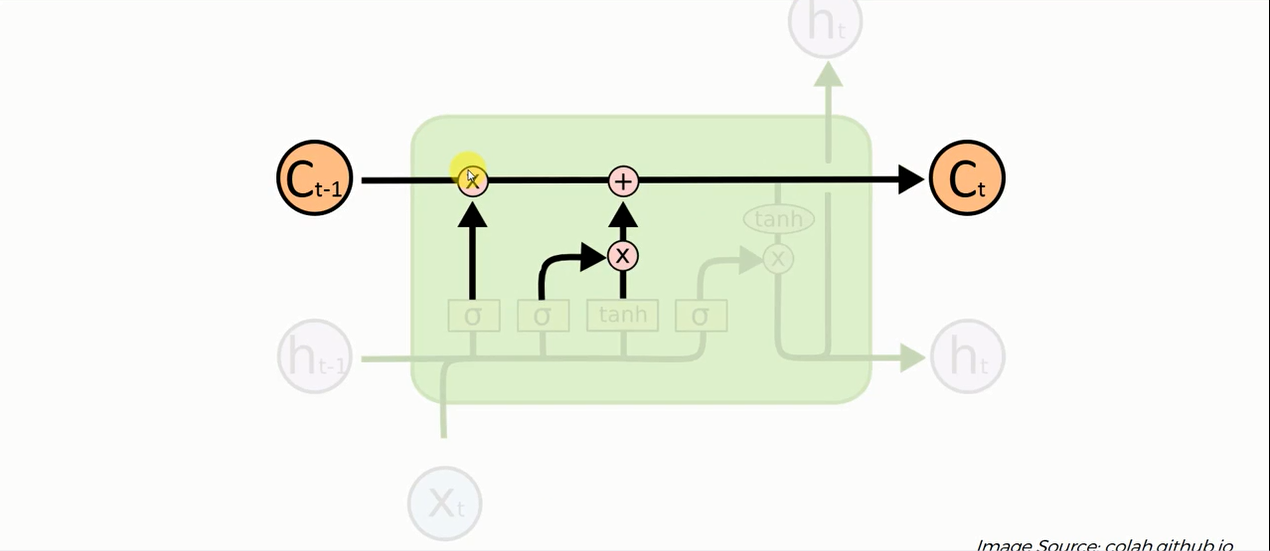 ht
Ct-1
x
+
Ct
tanh
x
x
σ
σ
tanh
σ
ht-1
ht
xt
Image Source: colah.github.io